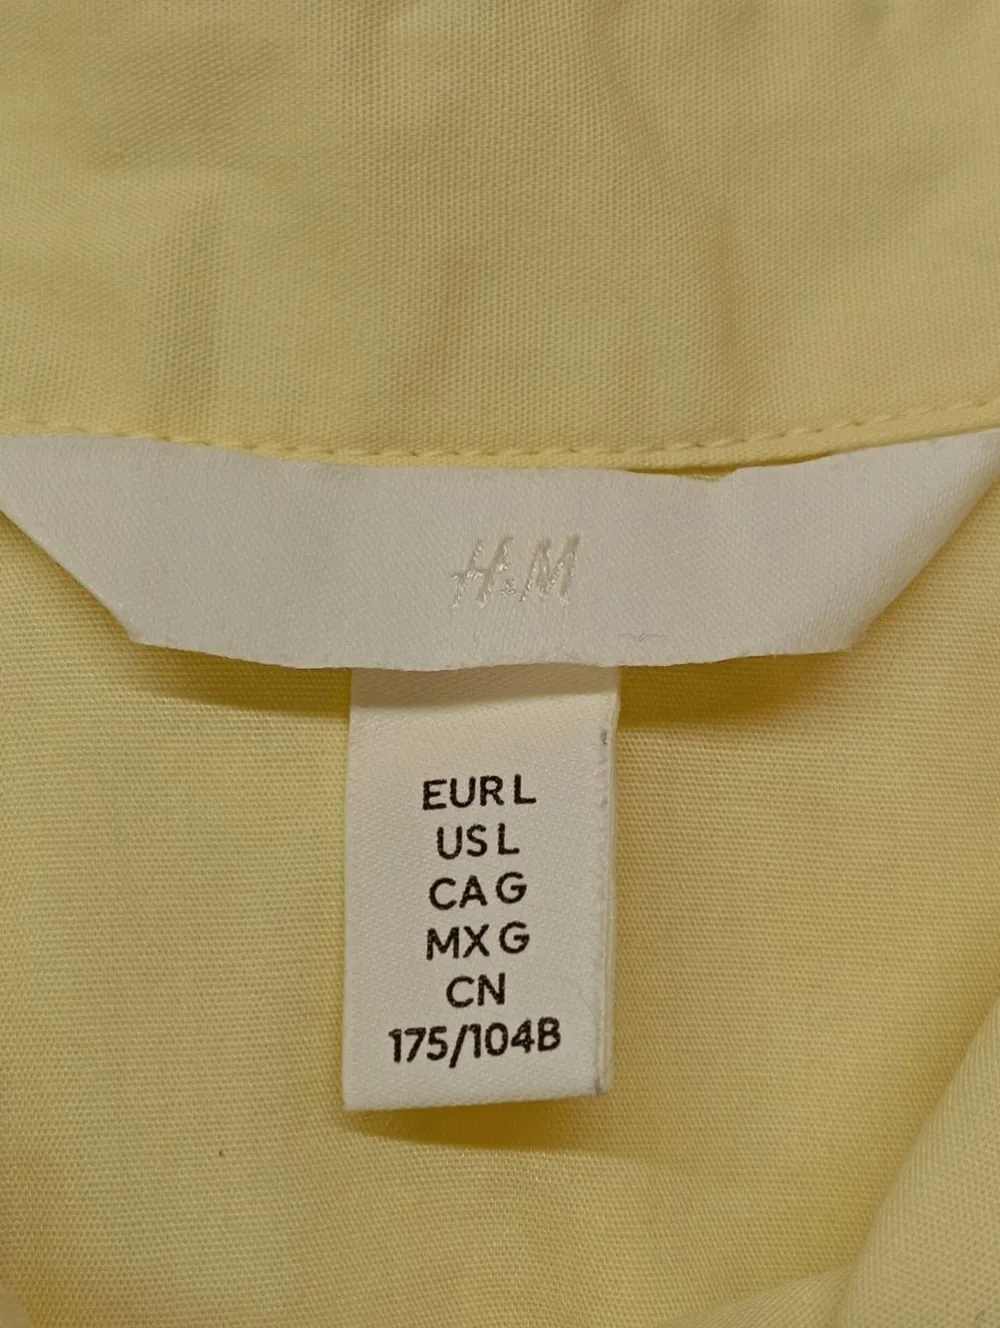 H&M
EUR L
US L
CA G
MX G
CN
175/104B